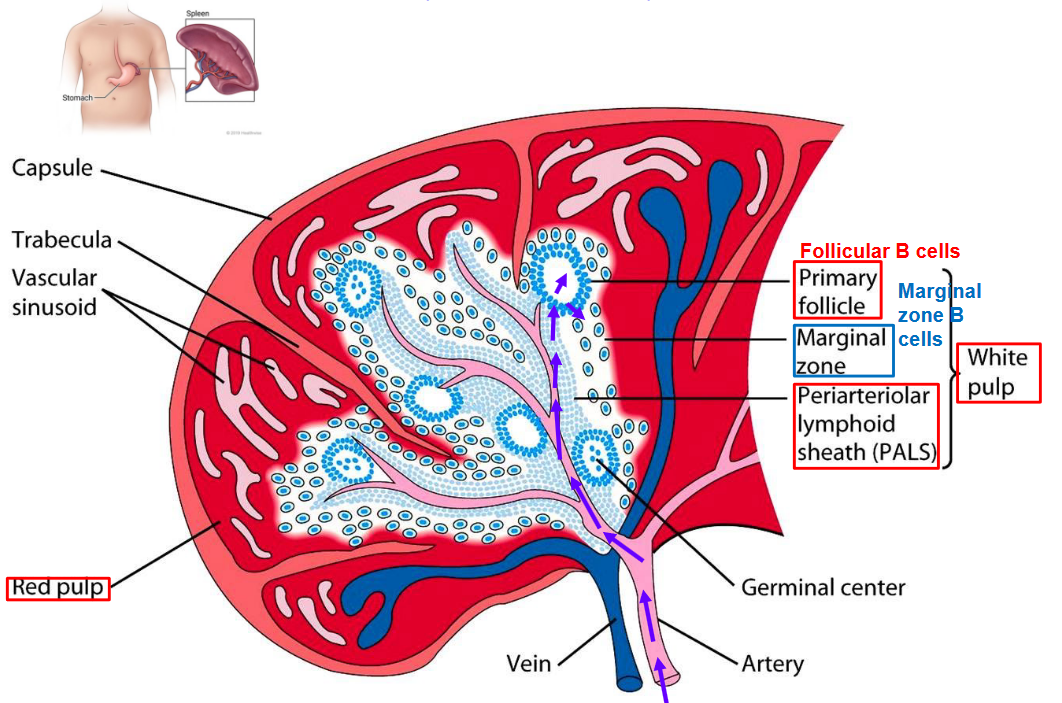 Spleen
Stomach
Capsule
Trabecula
Vascular
sinusoid
Red pulp
Follicular B cells
Primary
follicle
Marginal
zone B
cells
Marginal
zone
Periarteriolar
lymphoid
sheath (PALS)
White
pulp
Germinal center
Vein
Artery